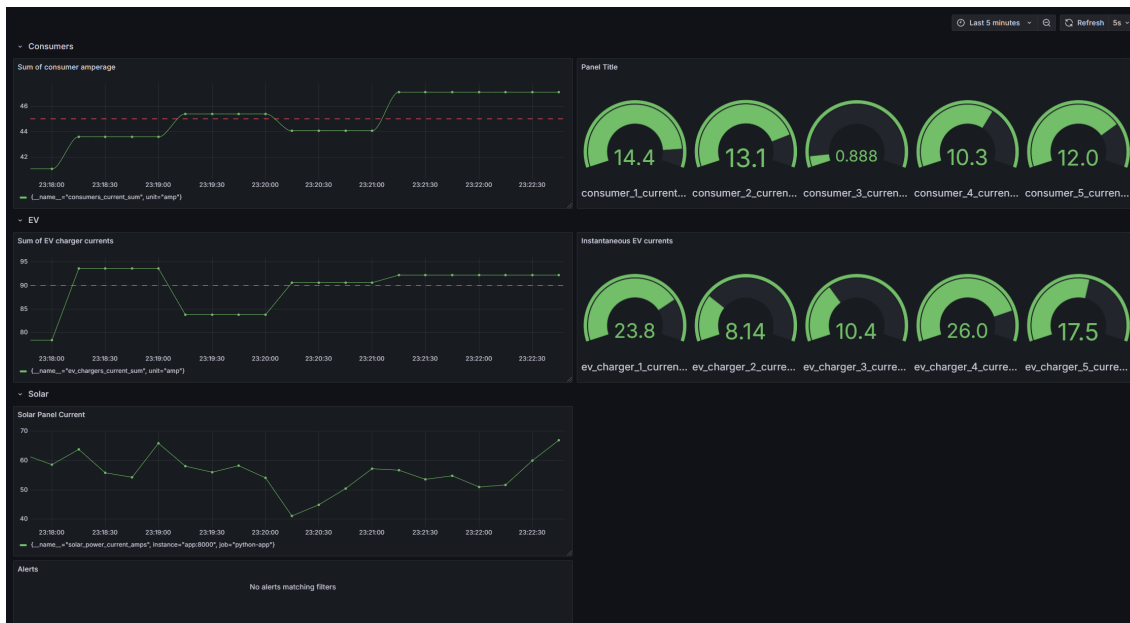 Last 5 minutes Refresh 5s
Consumers
Sum of consumer amperage
46
44
42
23:18:00 23:18:30 23:19:00 23:19:30 23:20:00 23:20:30 23:21:00 23:21:30 23:22:00 23:22:30
{__name__="consumers_current_sum", unit="amp"}
Panel Title
14.4 13.1 0.888 10.3 12.0
consumer_1_current... consumer_2_curren... consumer_3_curren... consumer_4_curren... consumer_5_curren...
EV
Sum of EV charger currents
95
90
85
80
23:18:00 23:18:30 23:19:00 23:19:30 23:20:00 23:20:30 23:21:00 23:21:30 23:22:00 23:22:30
{__name__="ev_chargers_current_sum", unit="amp"}
Instantaneous EV currents
23.8 8.14 10.4 26.0 17.5
ev_charger_1_curren... ev_charger_2_curre... ev_charger_3_curre... ev_charger_4_curre... ev_charger_5_curre...
Solar
Solar Panel Current
70
60
50
40
23:18:00 23:18:30 23:19:00 23:19:30 23:20:00 23:20:30 23:21:00 23:21:30 23:22:00 23:22:30
{__name__="solar_power_current_amps", instance="app:8000", job="python-app"}
Alerts
No alerts matching filters